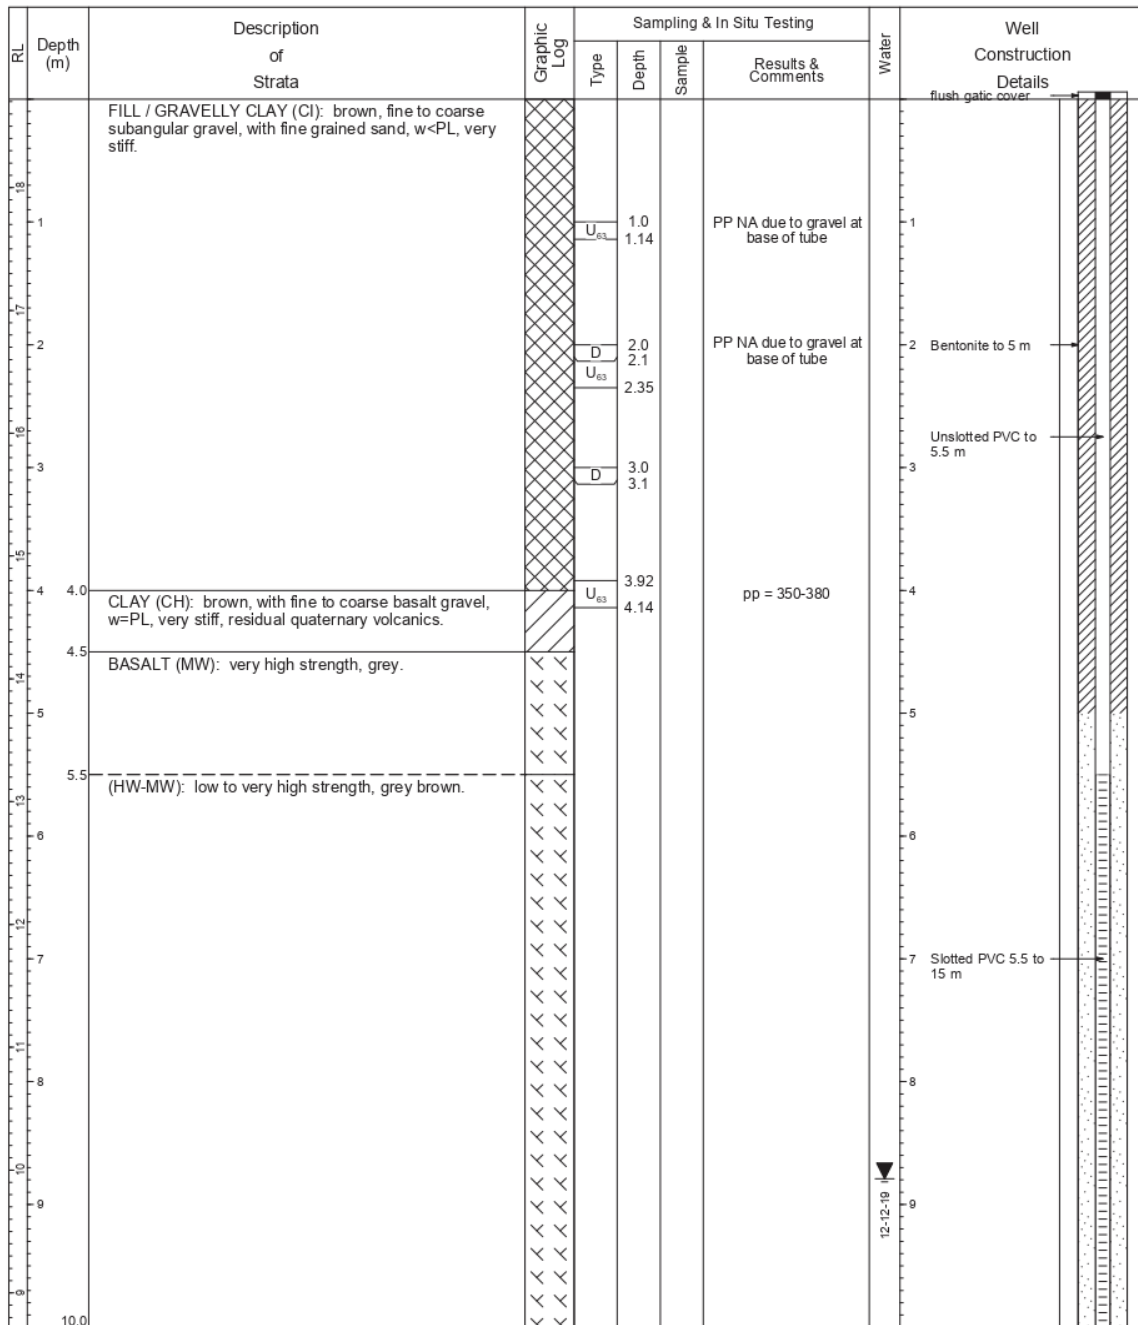 RL
Depth
(m)
Description
of
Strata
Graphic
Log
Sampling & In Situ Testing
Type
Depth
Sample
Results &
Comments
Water
Well
Construction
Details
flush gatic cover
FILL / GRAVELLY CLAY (CI): brown, fine to coarse
subangular gravel, with fine grained sand, w<PL, very
stiff.
18
1
U63
1.0
1.14
PP NA due to gravel at
base of tube
1
17
2
D
U63
2.0
2.1
2.35
PP NA due to gravel at
base of tube
2
Bentonite to 5 m
16
Unslotted PVC to
5.5 m
3
D
3.0
3.1
3
15
4
4.0
CLAY (CH): brown, with fine to coarse basalt gravel,
w=PL, very stiff, residual quaternary volcanics.
U63
3.92
4.14
pp = 350-380
4
4.5
BASALT (MW): very high strength, grey.
14
5
5
5.5
(HW-MW): low to very high strength, grey brown.
13
6
6
12
7
7
Slotted PVC 5.5 to
15 m
11
8
8
10
9
12-12-19
9
9
10.0